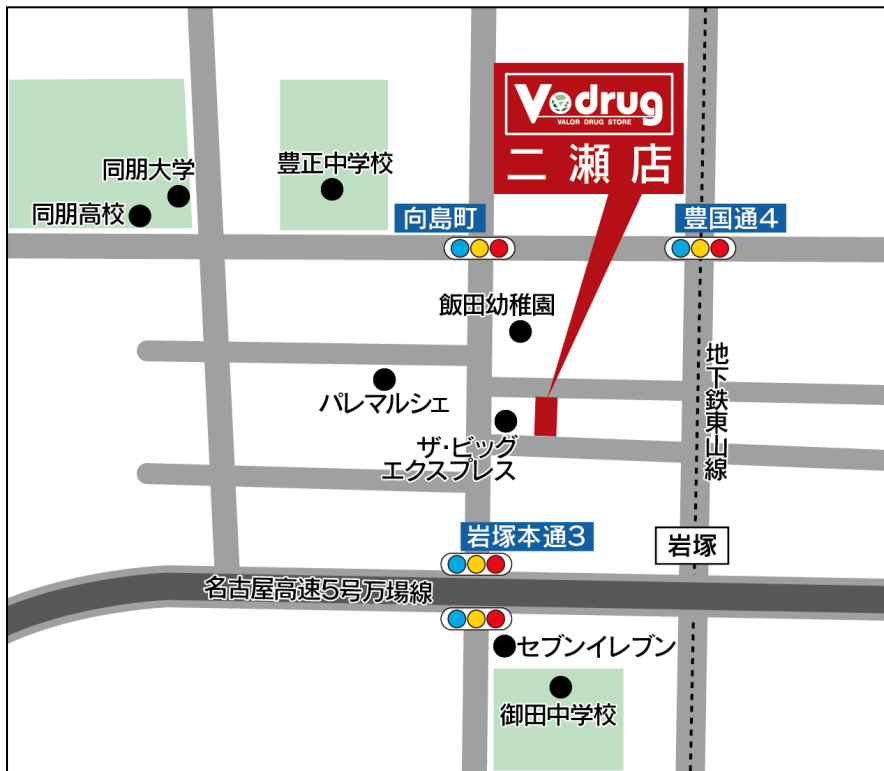 V drug
VALOR DRUG STORE
二瀬店
同朋大学
豊正中学校
同朋高校
向島町
豊国通4
飯田幼稚園
地下鉄東山線
パレマルシェ
ザ・ビッグ
エクスプレス
岩塚本通3
岩塚
名古屋高速5号万場線
セブンイレブン
御田中学校